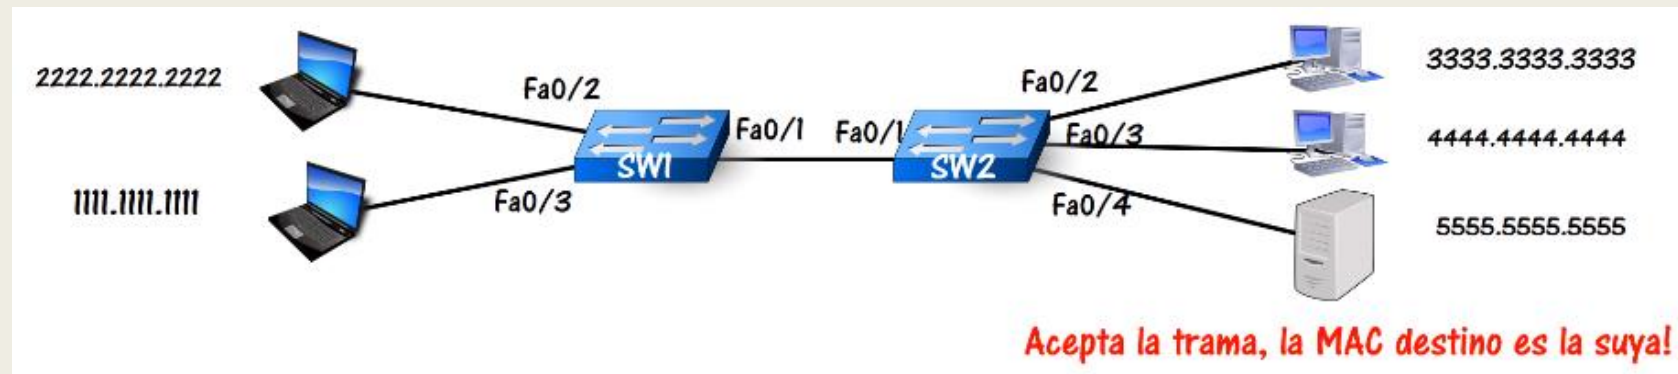 2222.2222.2222
Fa0/2
Fa0/1
Fa0/1
Fa0/2
3333.3333.3333
Fa0/3
4444.4444.4444
SW1
SW2
1111.1111.1111
Fa0/3
Fa0/4
5555.5555.5555
Acepta la trama, la MAC destino es la suya!